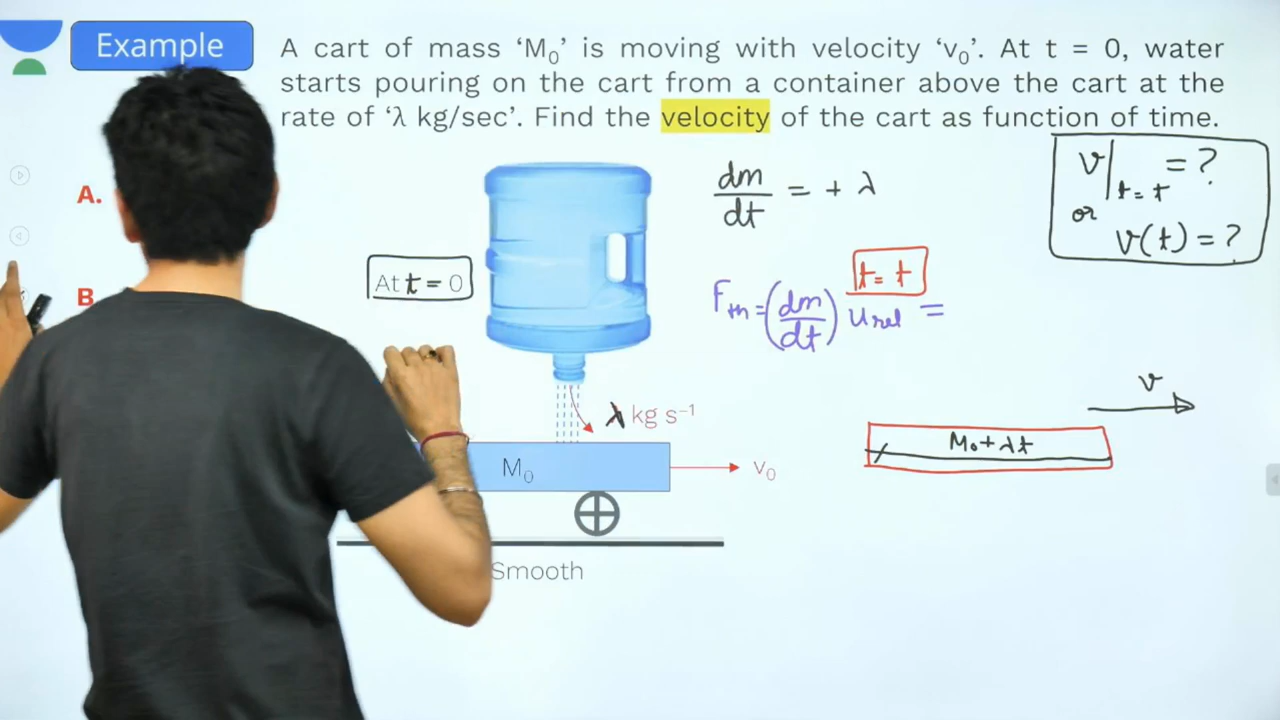 Example
A cart of mass ‘M₀’ is moving with velocity ‘v₀’. At t = 0, water
starts pouring on the cart from a container above the cart at the
rate of ‘λ kg/sec’. Find the velocity of the cart as function of time.
A.
B
At t = 0
dm/dt = + λ
v|t=t = ?
or
v(t) = ?
t = t
Fth = (dm/dt) urel =
λ kg s⁻¹
M₀
v₀
v
M₀ + λt
Smooth